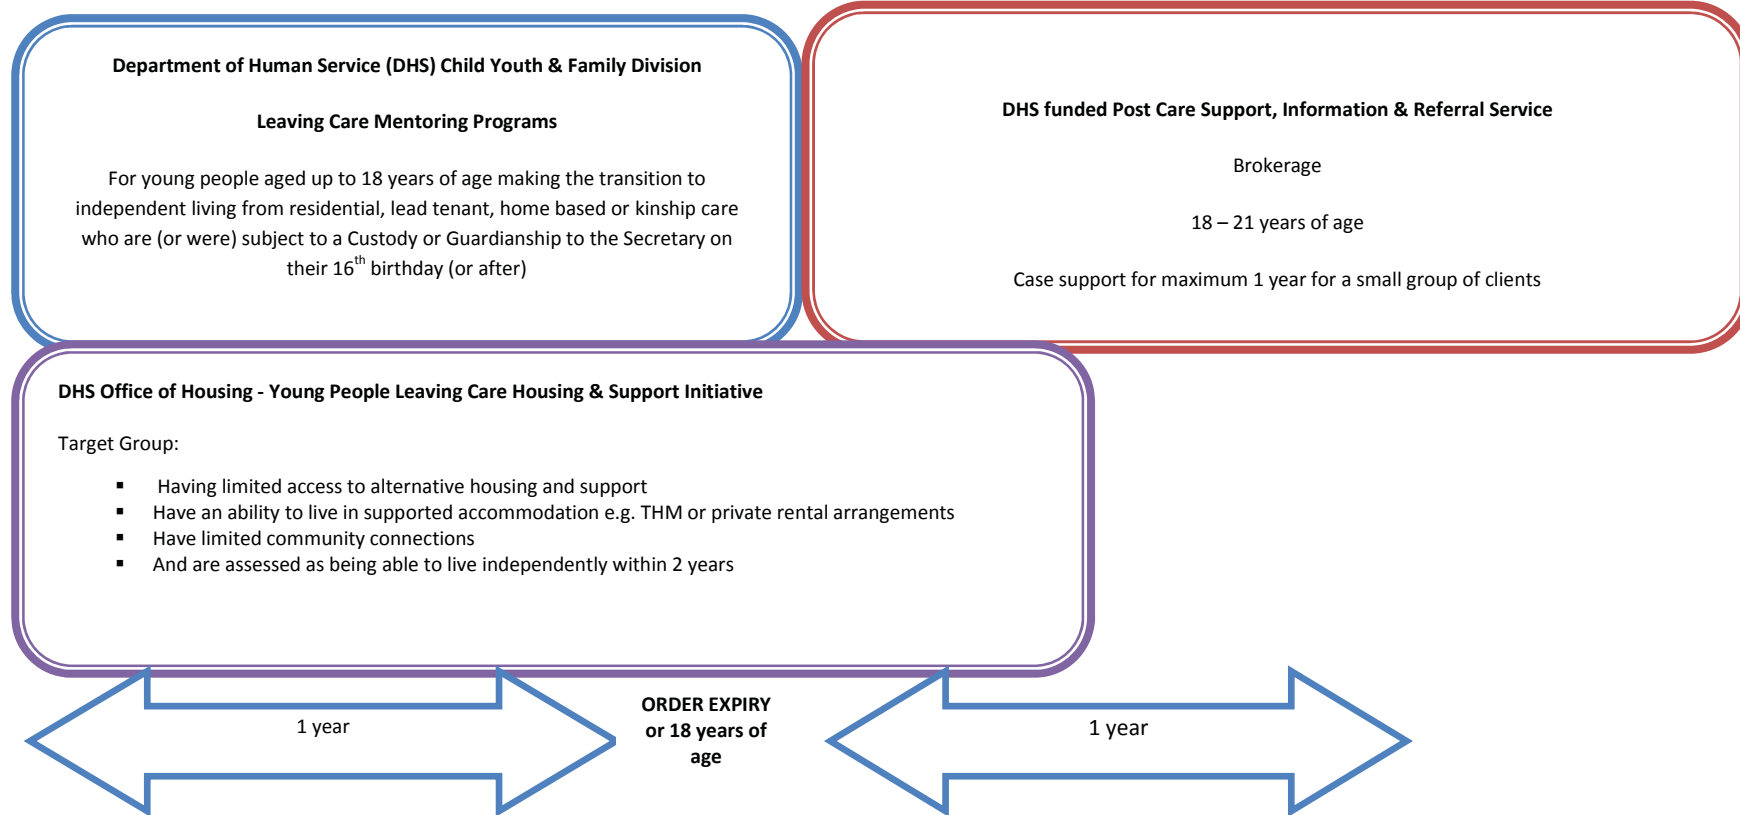 Department of Human Service (DHS) Child Youth & Family Division
Leaving Care Mentoring Programs
For young people aged up to 18 years of age making the transition to
independent living from residential, lead tenant, home based or kinship care
who are (or were) subject to a Custody or Guardianship to the Secretary on
their 16th birthday (or after)
DHS funded Post Care Support, Information & Referral Service
Brokerage
18 – 21 years of age
Case support for maximum 1 year for a small group of clients
DHS Office of Housing - Young People Leaving Care Housing & Support Initiative
Target Group:
▪ Having limited access to alternative housing and support
▪ Have an ability to live in supported accommodation e.g. THM or private rental arrangements
▪ Have limited community connections
▪ And are assessed as being able to live independently within 2 years
1 year
ORDER EXPIRY
or 18 years of
age
1 year